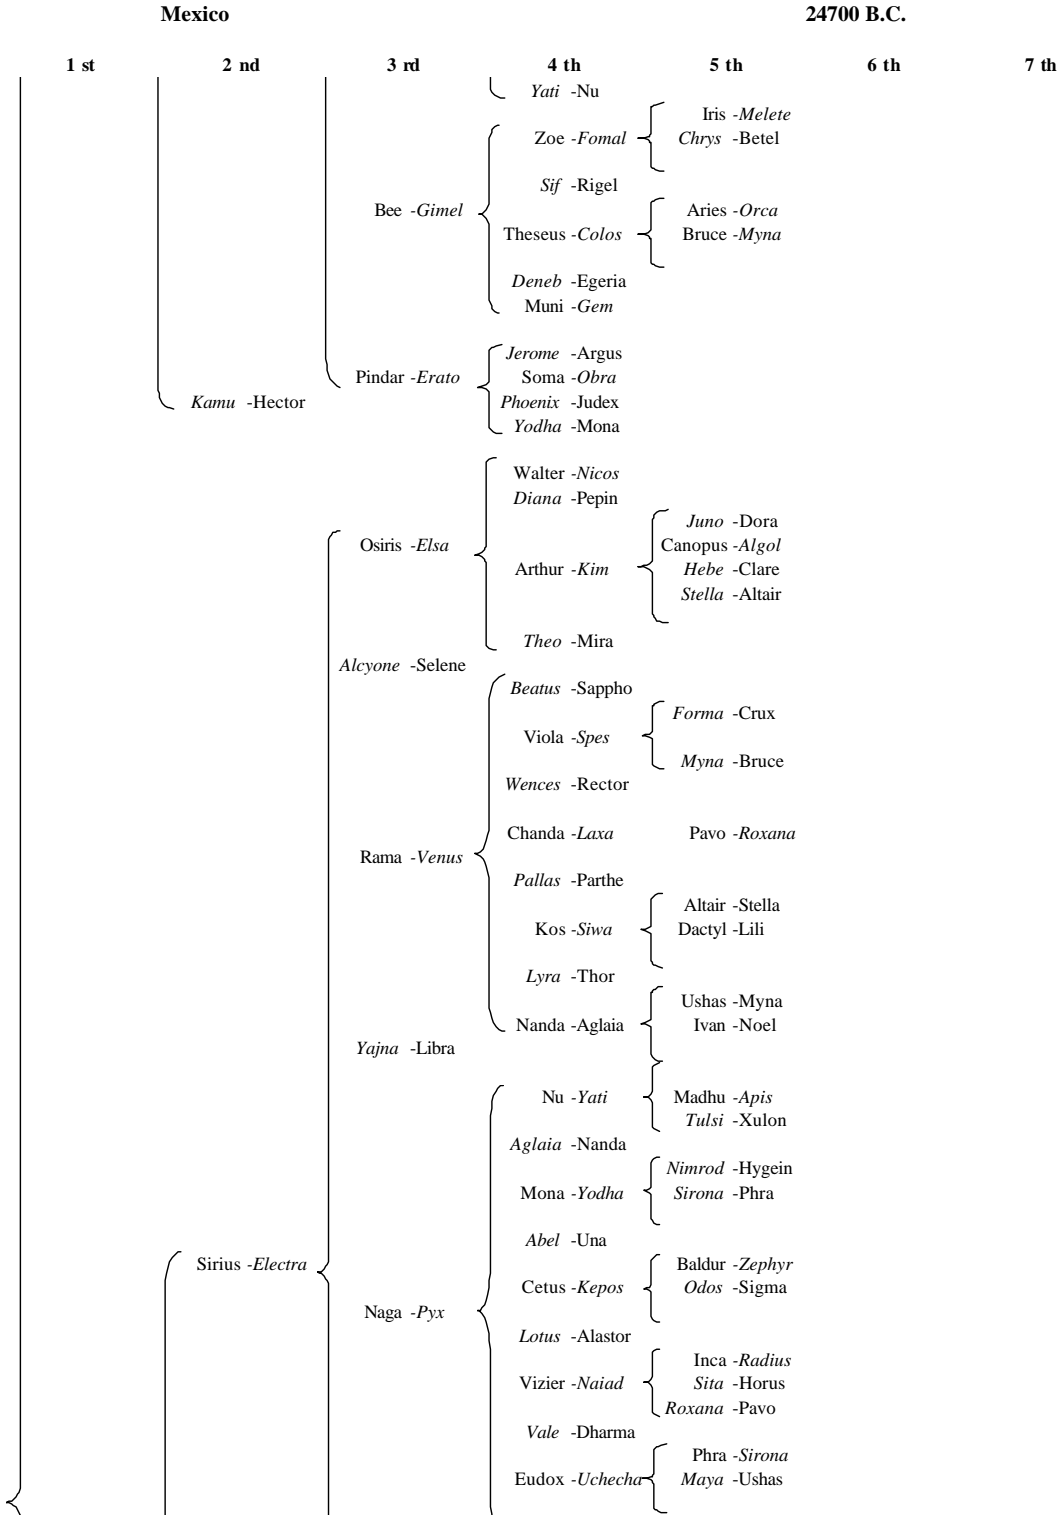 Mexico 24700 B.C.
1 st 2 nd 3 rd 4 th 5 th 6 th 7 th
Yati -Nu
Iris -Melete
Zoe -Fomal Chrys -Betel
Sif -Rigel
Bee -Gimel Aries -Orca
Theseus -Colos Bruce -Myna
Deneb -Egeria
Muni -Gem
Jerome -Argus
Pindar -Erato Soma -Obra
Kamu -Hector Phoenix -Judex
Yodha -Mona
Walter -Nicos
Diana -Pepin
Juno -Dora
Osiris -Elsa Canopus -Algol
Arthur -Kim Hebe -Clare
Stella -Altair
Theo -Mira
Alcyone -Selene
Beatus -Sappho
Forma -Crux
Viola -Spes
Myna -Bruce
Wences -Rector
Chanda -Laxa Pavo -Roxana
Rama -Venus
Pallas -Parthe
Altair -Stella
Kos -Siwa Dactyl -Lili
Lyra -Thor
Ushas -Myna
Nanda -Aglaia Ivan -Noel
Yajna -Libra
Nu -Yati Madhu -Apis
Tulsi -Xulon
Aglaia -Nanda
Nimrod -Hygein
Mona -Yodha Sirona -Phra
Abel -Una
Sirius -Electra Baldur -Zephyr
Cetus -Kepos Odos -Sigma
Naga -Pyx
Lotus -Alastor
Inca -Radius
Vizier -Naiad Sita -Horus
Roxana -Pavo
Vale -Dharma
Phra -Sirona
Eudox -Uchecha Maya -Ushas